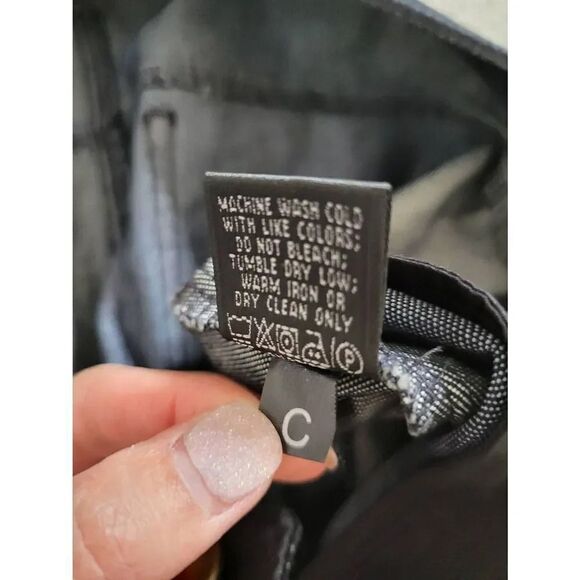 MACHINE WASH COLD
WITH LIKE COLORS;
DO NOT BLEACH;
TUMBLE DRY LOW;
WARM IRON OR
DRY CLEAN ONLY
P
C